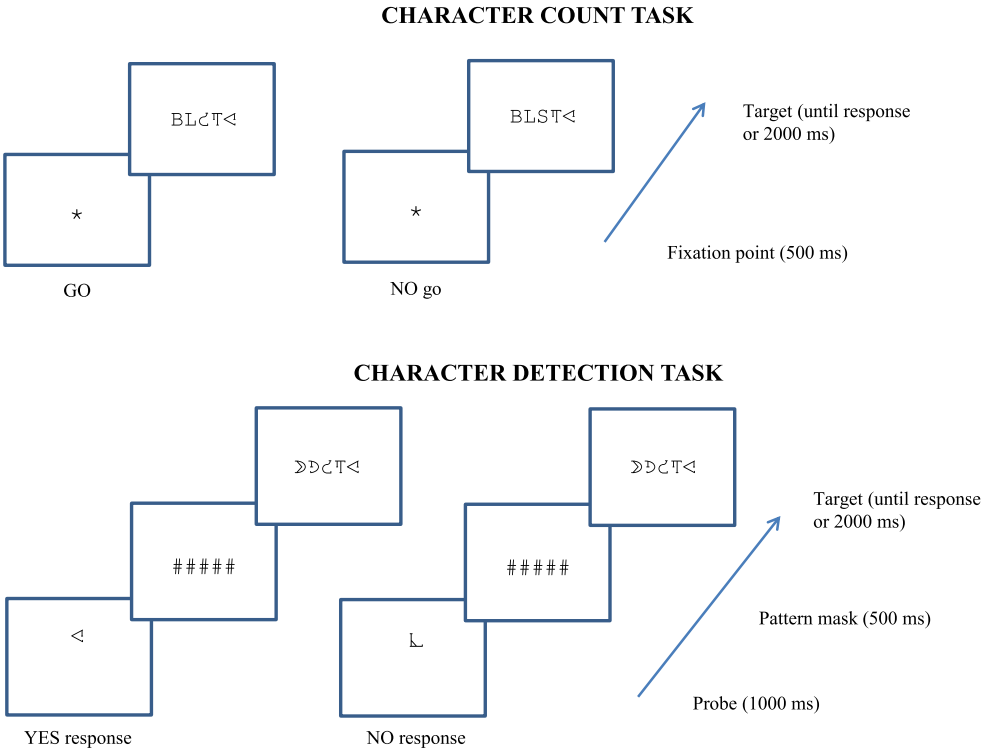 CHARACTER COUNT TASK
BL
BLST
Target (until response
or 2000 ms)
*
*
Fixation point (500 ms)
GO
NO go
CHARACTER DETECTION TASK
Target (until response
or 2000 ms)
#####
#####
Pattern mask (500 ms)
Probe (1000 ms)
YES response
NO response